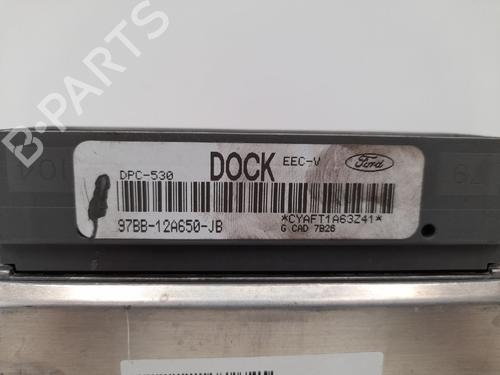 DPC-530 DOCK EEC-V Ford
97BB-12A650-JB *CYAFT1A63Z41*
G CAD 7B26
B-PARTS